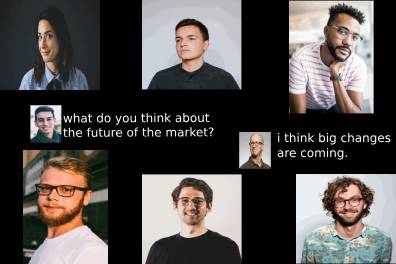 what do you think about
the future of the market?
i think big changes
are coming.